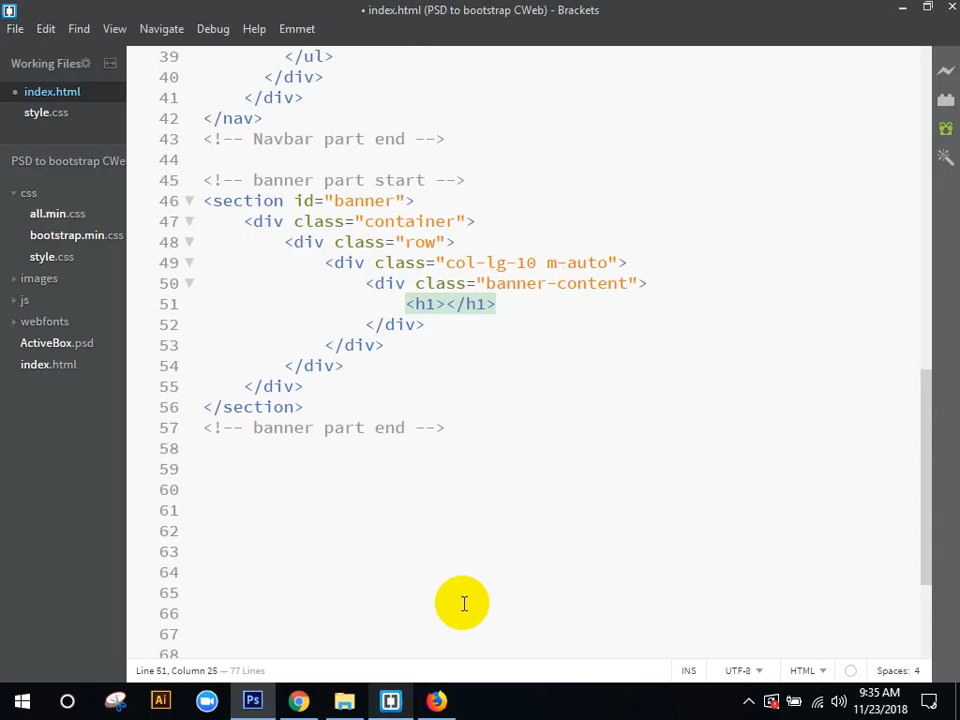 • index.html (PSD to bootstrap CWeb) - Brackets
File Edit Find View Navigate Debug Help Emmet
Working Files
• index.html
style.css
PSD to bootstrap CWe
css
all.min.css
bootstrap.min.css
style.css
images
js
webfonts
ActiveBox.psd
index.html
39 </ul>
40 </div>
41 </div>
42 </nav>
43 <!-- Navbar part end -->
44
45 <!-- banner part start -->
46 <section id="banner">
47 <div class="container">
48 <div class="row">
49 <div class="col-lg-10 m-auto">
50 <div class="banner-content">
51 <h1></h1>
52 </div>
53 </div>
54 </div>
55 </div>
56 </section>
57 <!-- banner part end -->
58
59
60
61
62
63
64
65
66
67
68
Line 51, Column 25 — 77 Lines
INS UTF-8 HTML Spaces: 4
Ai Ps
9:35 AM
11/23/2018